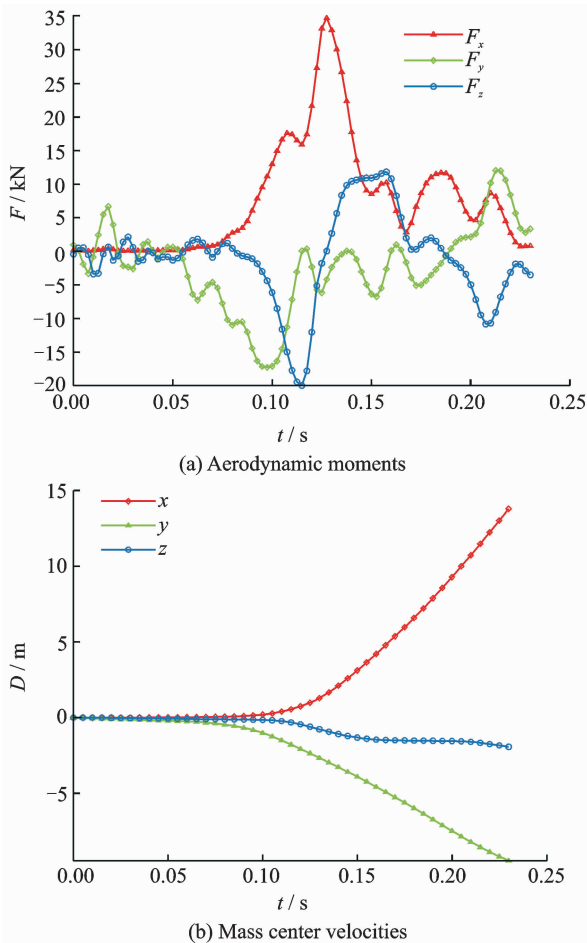 35
30
25
20
15
10
5
0
−5
−10
−15
−20
F / kN
Fx
Fy
Fz
0.00 0.05 0.10 0.15 0.20 0.25
t / s
(a) Aerodynamic moments
15
10
5
0
−5
D / m
x
y
z
0.00 0.05 0.10 0.15 0.20 0.25
t / s
(b) Mass center velocities